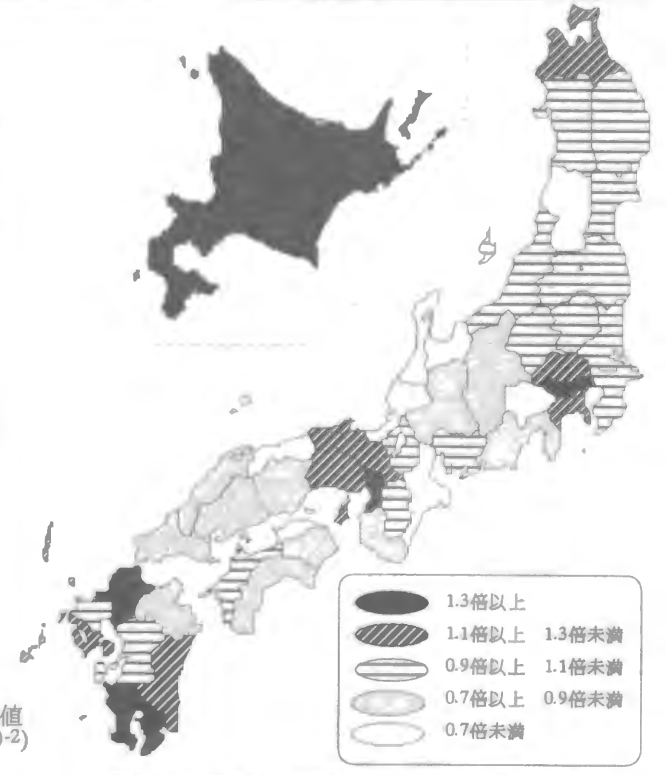 1.3倍以上
1.1倍以上 1.3倍未満
0.9倍以上 1.1倍未満
0.7倍以上 0.9倍未満
0.7倍未満
値
)-2)